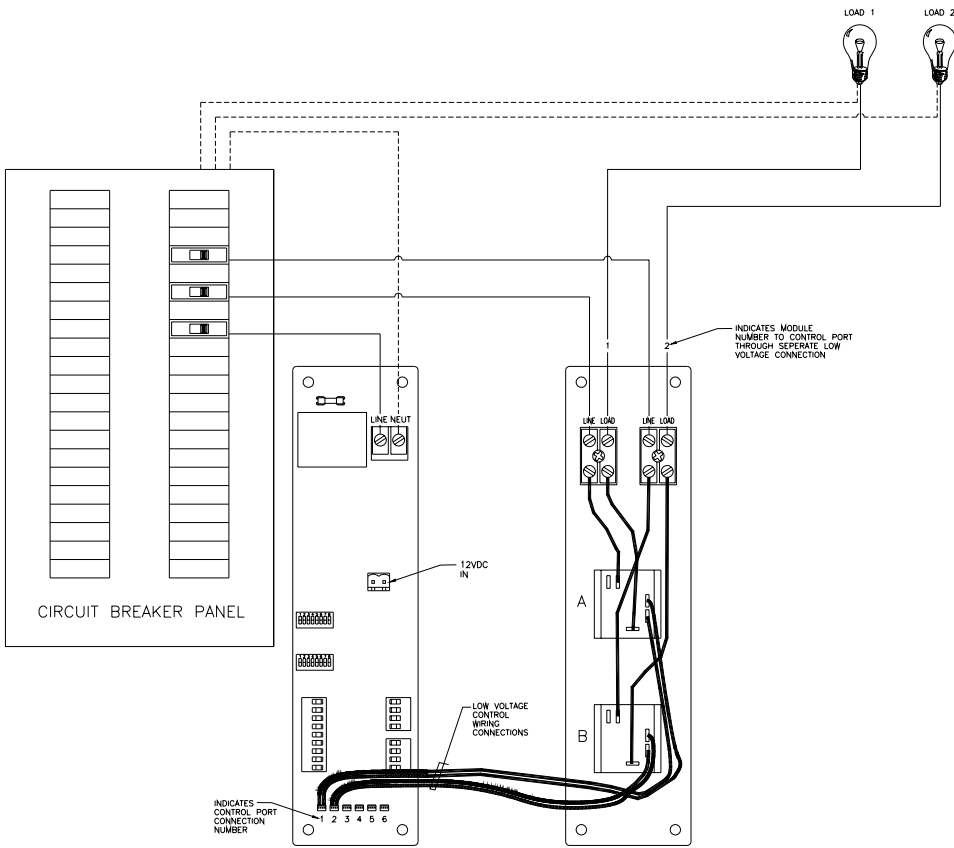 LOAD 1
LOAD 2
INDICATES MODULE
NUMBER TO CONTROL PORT
THROUGH SEPERATE LOW
VOLTAGE CONNECTION
1
2
LINE NEUT
LINE LOAD
LINE LOAD
12VDC
IN
A
CIRCUIT BREAKER PANEL
LOW VOLTAGE
CONTROL
WIRING
CONNECTIONS
B
INDICATES
CONTROL PORT
CONNECTION
NUMBER
1 2 3 4 5 6